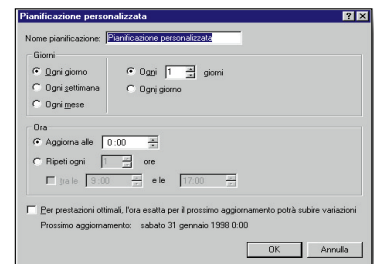 Pianificazione personalizzata
Nome pianificazione: Pianificazione personalizzata
Giorni
Ogni giorno
Ogni 1 giorni
Ogni settimana
Ogni giorno
Ogni mese
Ora
Aggiorna alle 0:00
Ripeti ogni 1 ore
tra le 9:00 e le 17:00
Per prestazioni ottimali, l'ora esatta per il prossimo aggiornamento potrà subire variazioni
Prossimo aggiornamento: sabato 31 gennaio 1998 0:00
OK Annulla